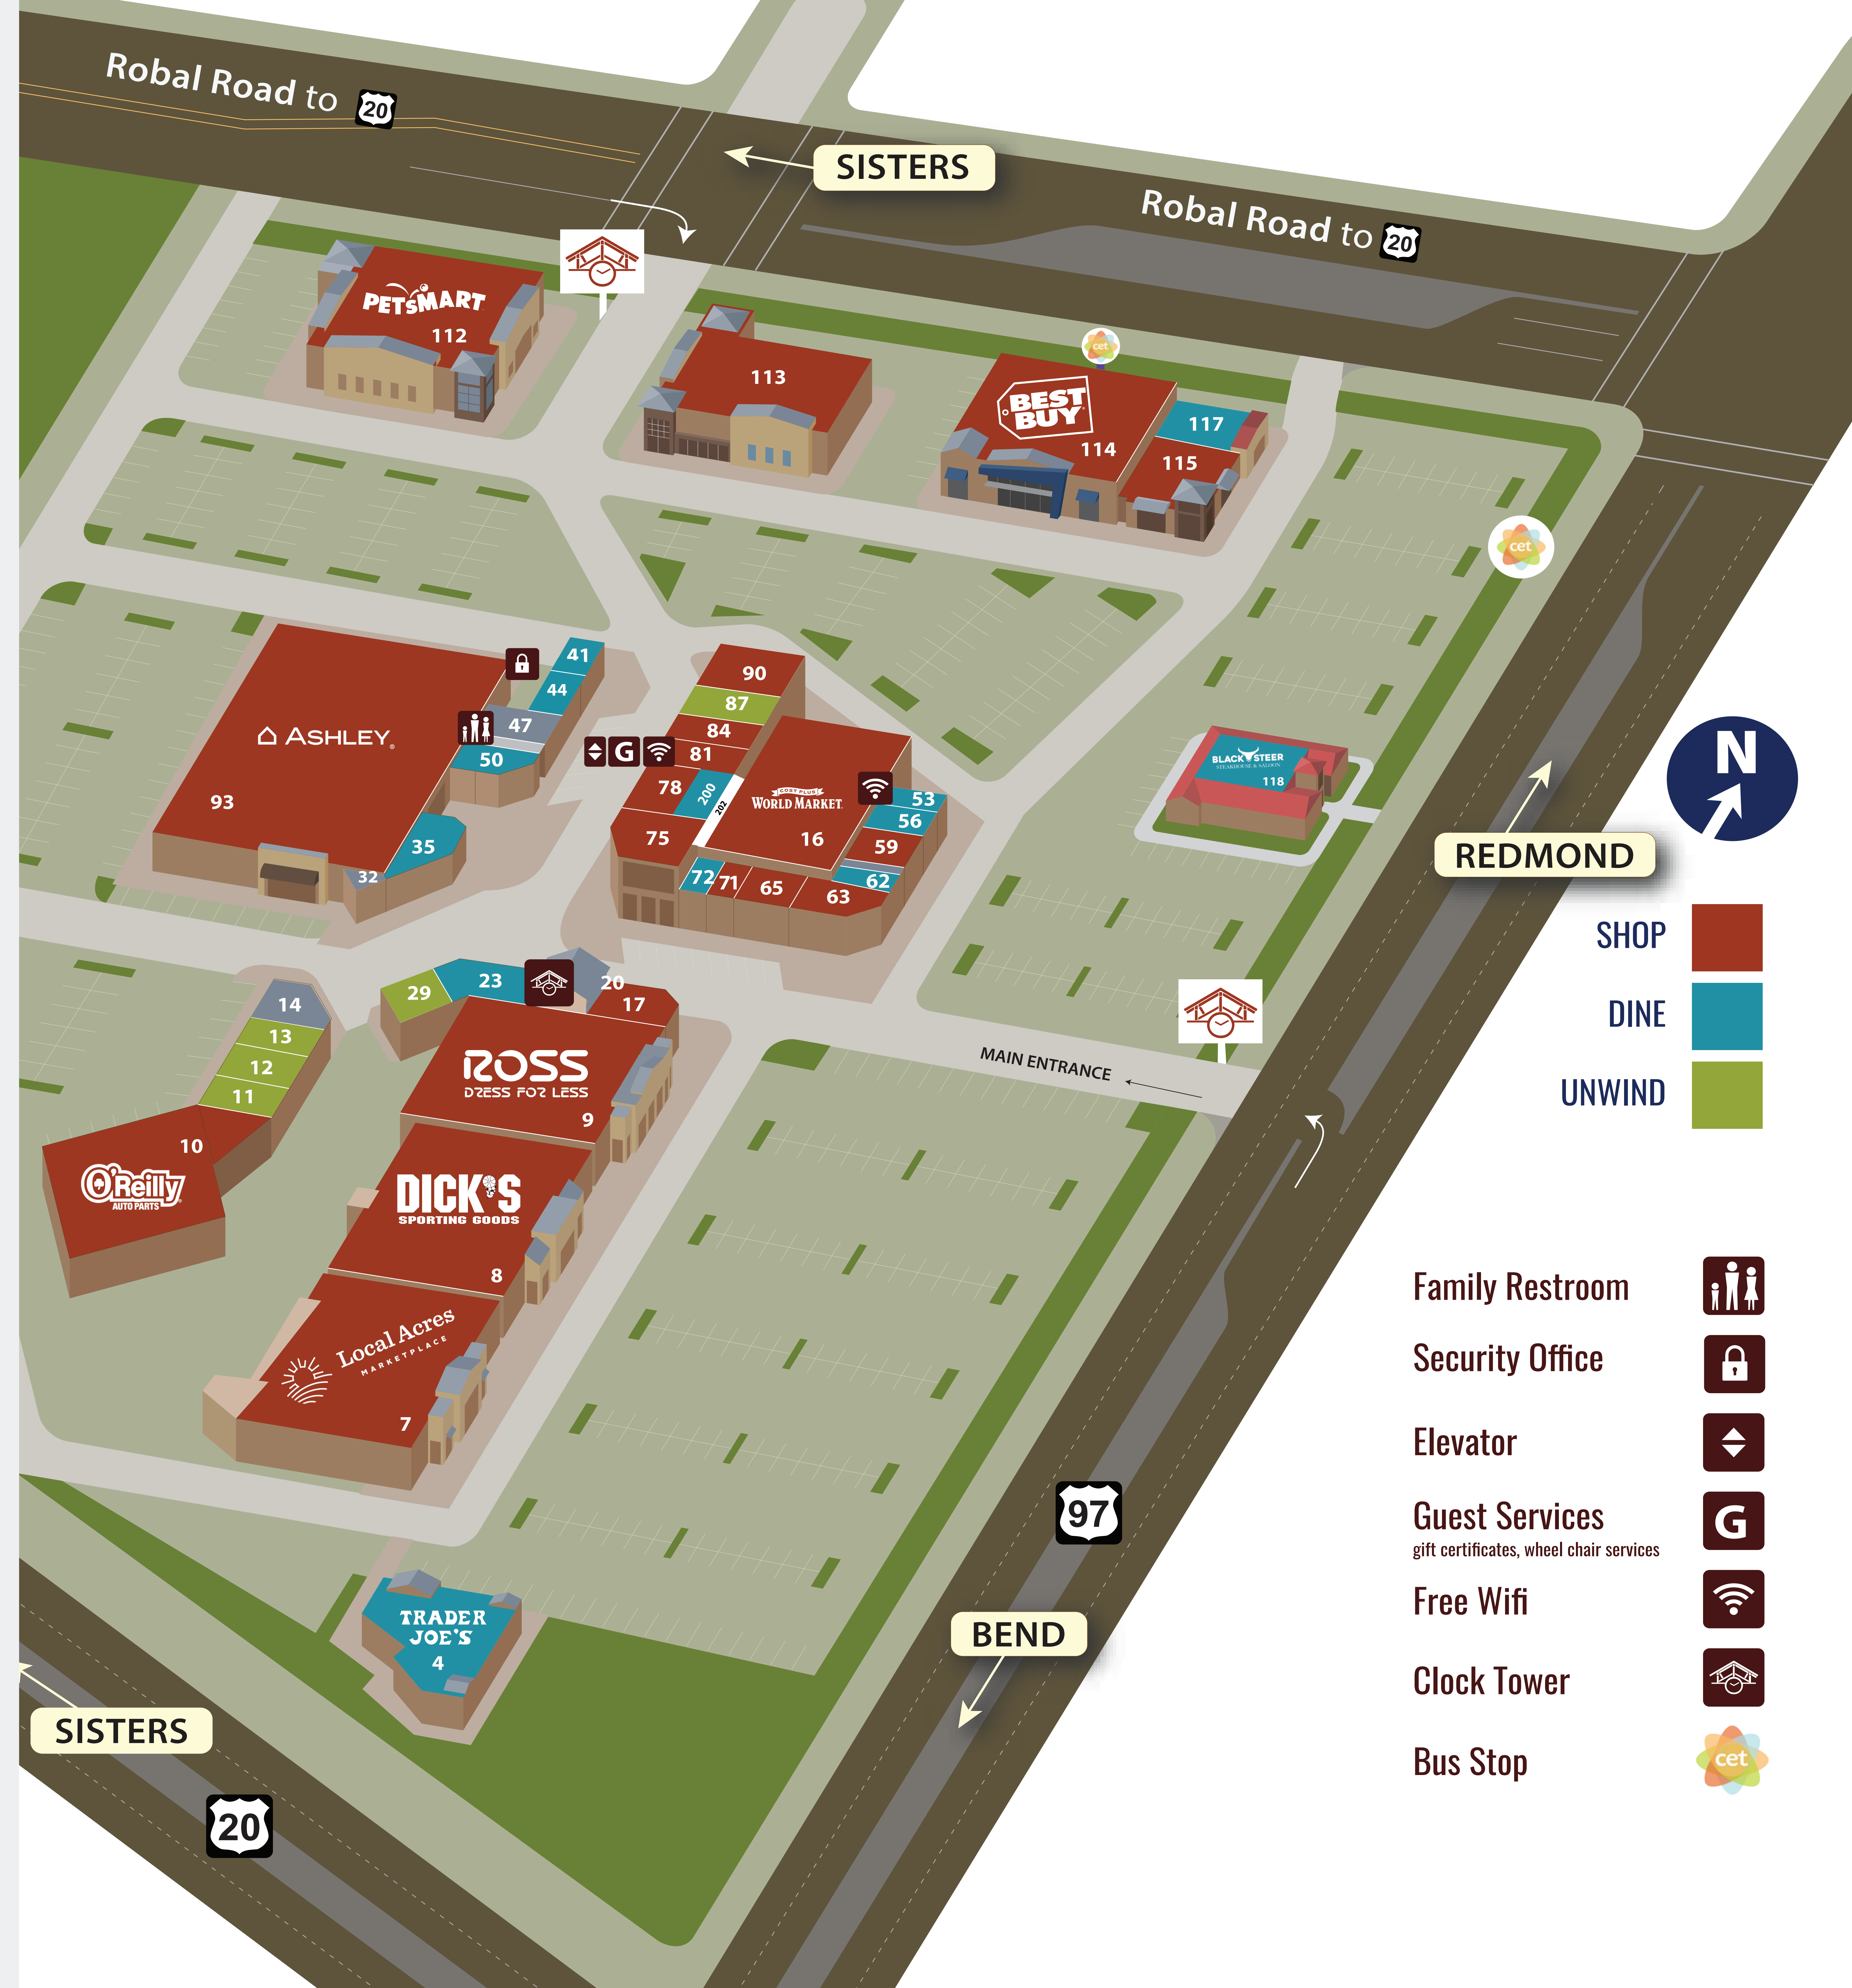 Robal Road to 20
SISTERS
Robal Road to 20
PETSMART
112
113
cet
BEST
BUY
114
117
115
cet
41
44
47
50
ASHLEY
93
35
32
90
87
84
81
G
78
200
202
75
COST PLUS
WORLD MARKET
16
53
56
59
62
72
71
65
63
BLACK STEER
STEAKHOUSE & SALOON
118
N
REDMOND
SHOP
DINE
UNWIND
14
13
12
11
10
O'Reilly
AUTO PARTS
29
23
20
17
ROSS
DRESS FOR LESS
9
MAIN ENTRANCE
DICK'S
SPORTING GOODS
8
Local Acres
MARKETPLACE
7
97
TRADER
JOE'S
4
BEND
SISTERS
20
Family Restroom
Security Office
Elevator
Guest Services
G
gift certificates, wheel chair services
Free Wifi
Clock Tower
Bus Stop
cet